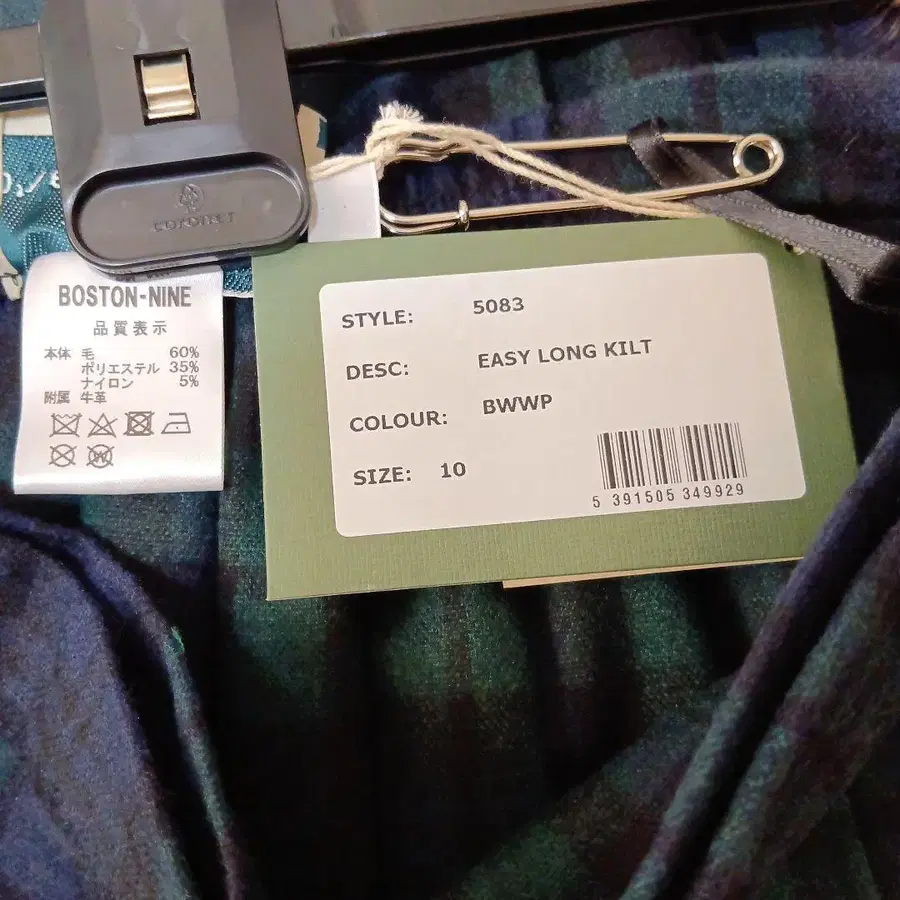 CORONET
BOSTON-NINE
品質表示
本体 毛 60%
ポリエステル 35%
ナイロン 5%
附属 牛革
STYLE: 5083
DESC: EASY LONG KILT
COLOUR: BWWP
SIZE: 10
5 391505 349929